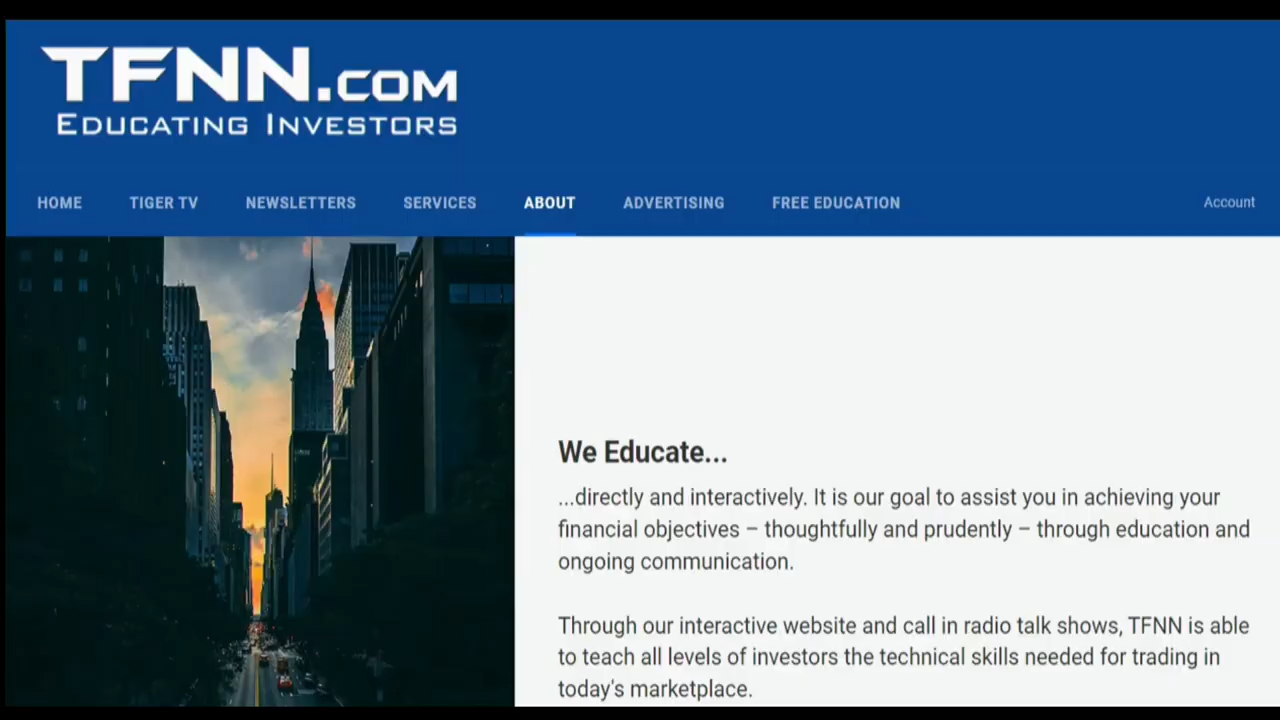 TFNN.COM
EDUCATING INVESTORS
HOME TIGER TV NEWSLETTERS SERVICES ABOUT ADVERTISING FREE EDUCATION Account
We Educate...
...directly and interactively. It is our goal to assist you in achieving your
financial objectives – thoughtfully and prudently – through education and
ongoing communication.
Through our interactive website and call in radio talk shows, TFNN is able
to teach all levels of investors the technical skills needed for trading in
today's marketplace.